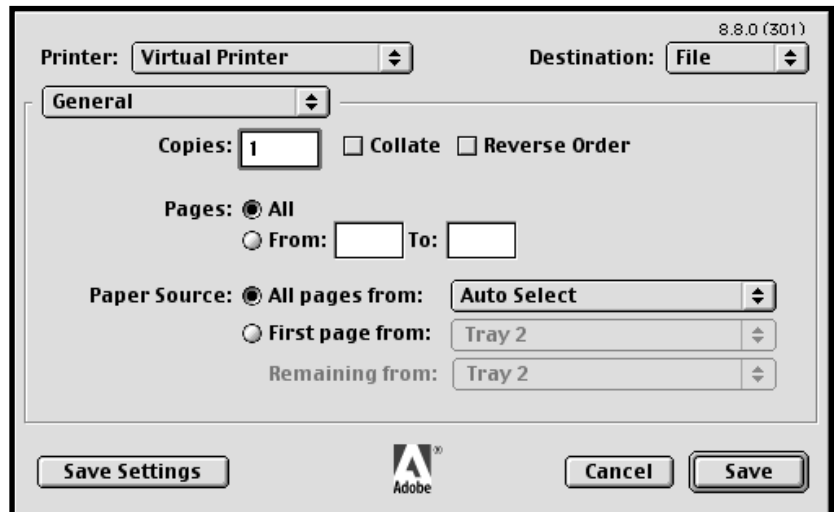 8.8.0 (301)
Printer: Virtual Printer Destination: File
General
Copies: 1 Collate Reverse Order
Pages: All
From: To:
Paper Source: All pages from: Auto Select
First page from: Tray 2
Remaining from: Tray 2
Save Settings Adobe® Cancel Save